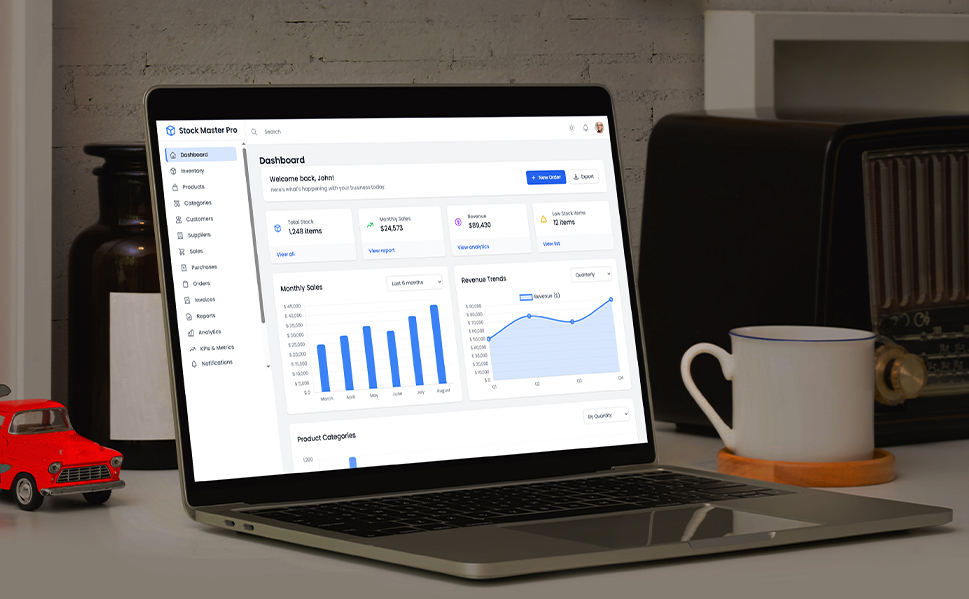 Stock Master Pro
Search
Dashboard
Inventory
Products
Categories
Customers
Suppliers
Sales
Purchases
Orders
Invoices
Reports
Analytics
KPIs & Metrics
Notifications
Dashboard
Welcome back, John!
Here's what's happening with your business today.
+ New Order
Export
Total Stock
1,248 items
View all
Monthly Sales
$24,573
View report
Revenue
$89,430
View analytics
Low Stock Items
12 items
View list
Monthly Sales
Last 6 months
$ 45,000
$ 40,000
$ 35,000
$ 30,000
$ 25,000
$ 20,000
$ 15,000
$ 10,000
$ 5,000
$ 0
March April May June July August
Revenue Trends
Quarterly
Revenue ($)
$ 90,000
$ 80,000
$ 70,000
$ 60,000
$ 50,000
$ 40,000
$ 30,000
$ 20,000
$ 10,000
$ 0
Q1 Q2 Q3 Q4
Product Categories
By Quantity
1,200